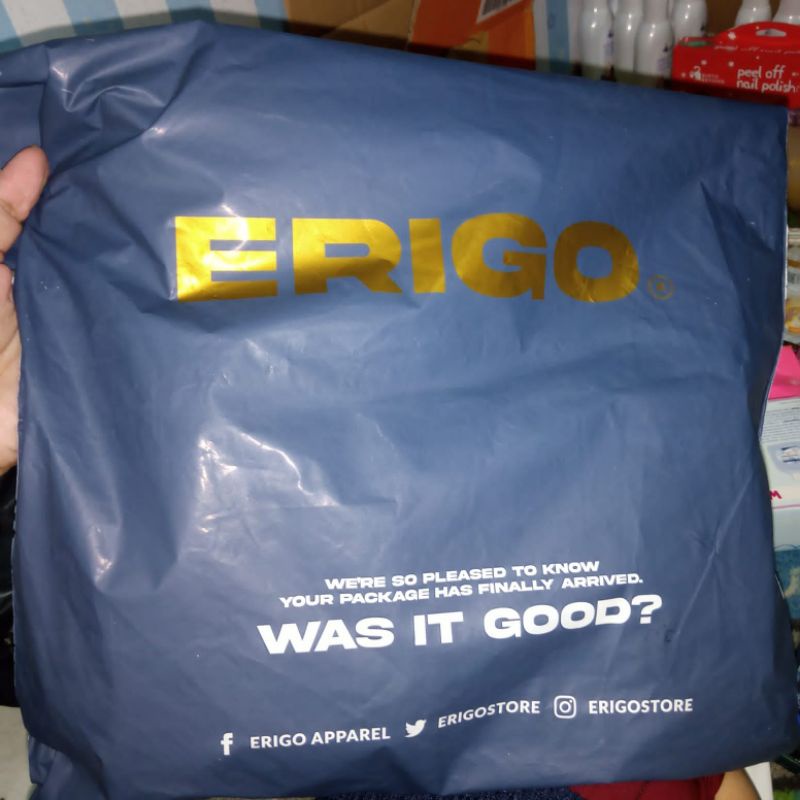 peel off
nail polish
ERIGO®
WE'RE SO PLEASED TO KNOW
YOUR PACKAGE HAS FINALLY ARRIVED.
WAS IT GOOD?
ERIGO APPAREL ERIGOSTORE ERIGOSTORE